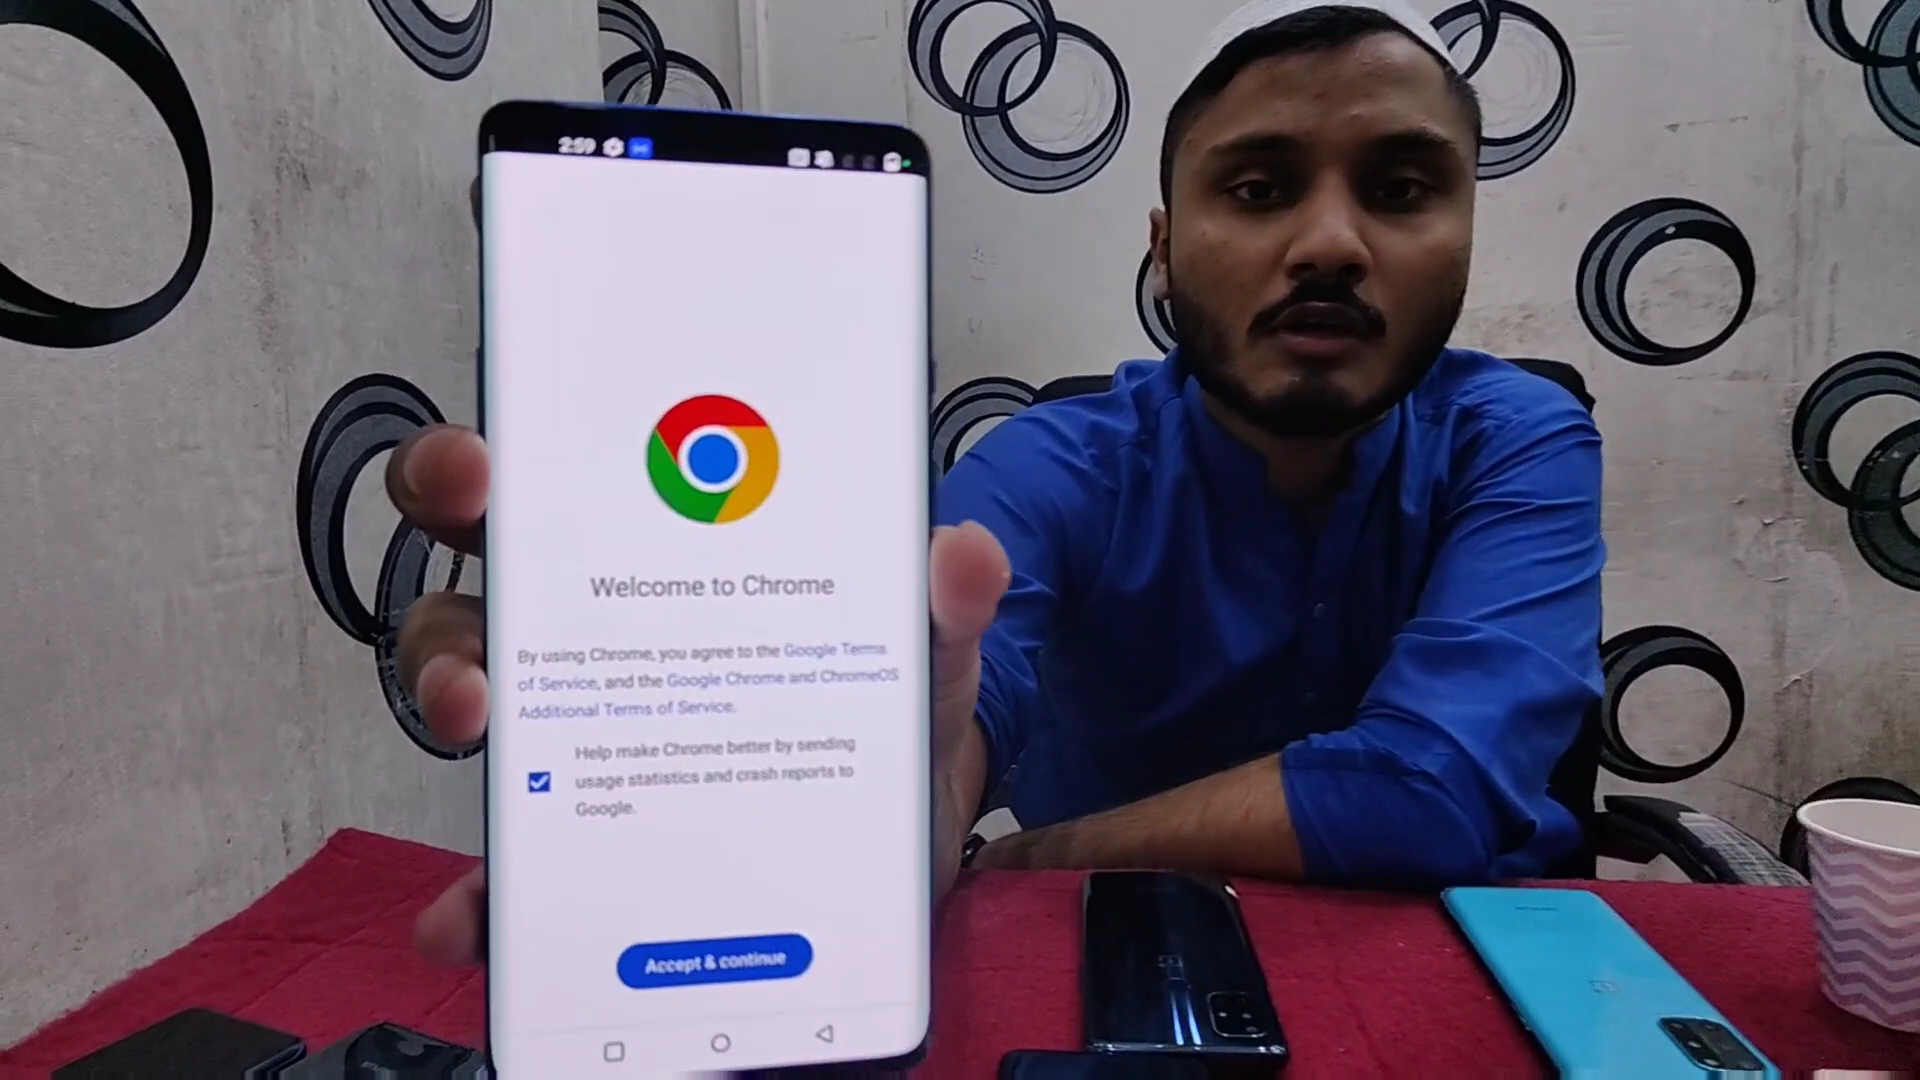 2:59
Welcome to Chrome
By using Chrome, you agree to the Google Terms
of Service, and the Google Chrome and ChromeOS
Additional Terms of Service.
Help make Chrome better by sending
usage statistics and crash reports to
Google.
Accept & continue